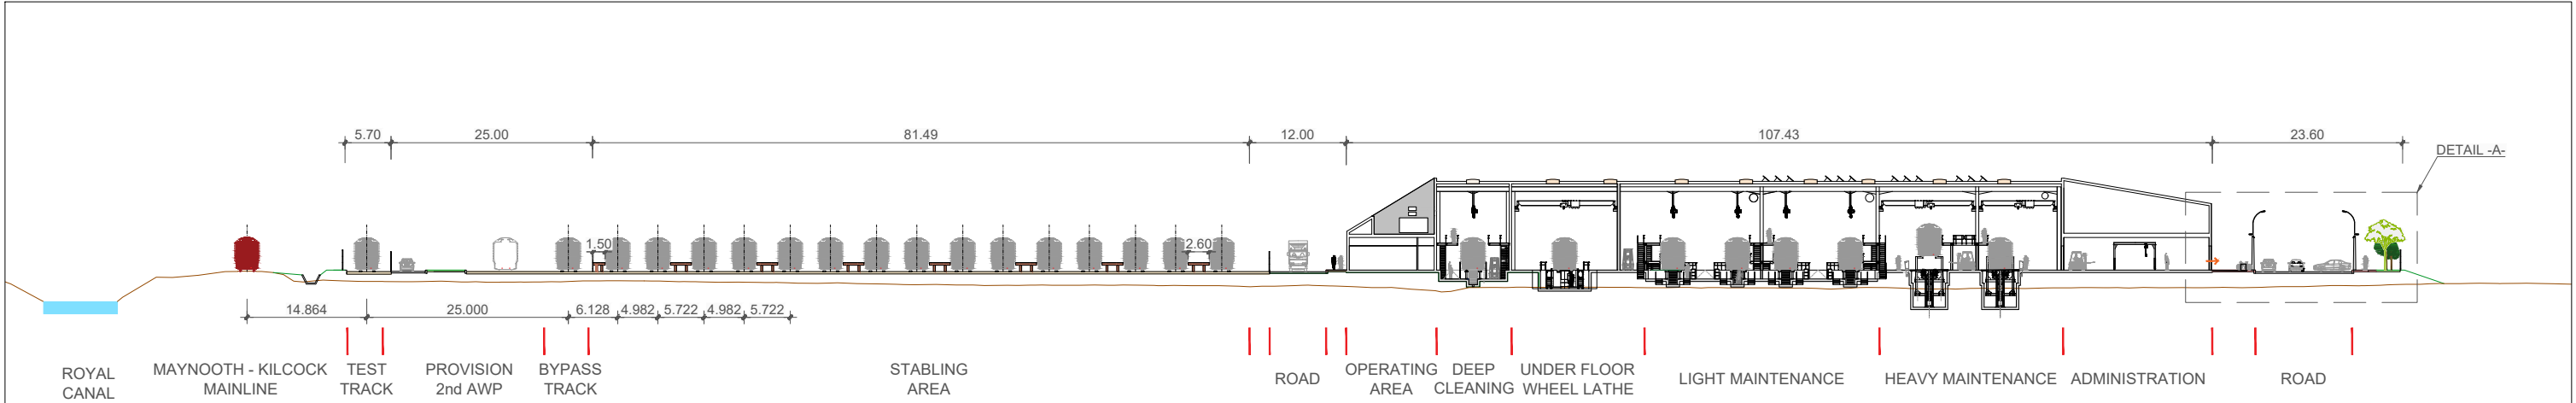 5.70
25.00
81.49
12.00
107.43
23.60
DETAIL -A-
1.50
2.60
14.864
25.000
6.128
4.982
5.722
4.982
5.722
ROYAL
CANAL
MAYNOOTH - KILCOCK
MAINLINE
TEST
TRACK
PROVISION
2nd AWP
BYPASS
TRACK
STABLING
AREA
ROAD
OPERATING
AREA
DEEP
CLEANING
UNDER FLOOR
WHEEL LATHE
LIGHT MAINTENANCE
HEAVY MAINTENANCE
ADMINISTRATION
ROAD